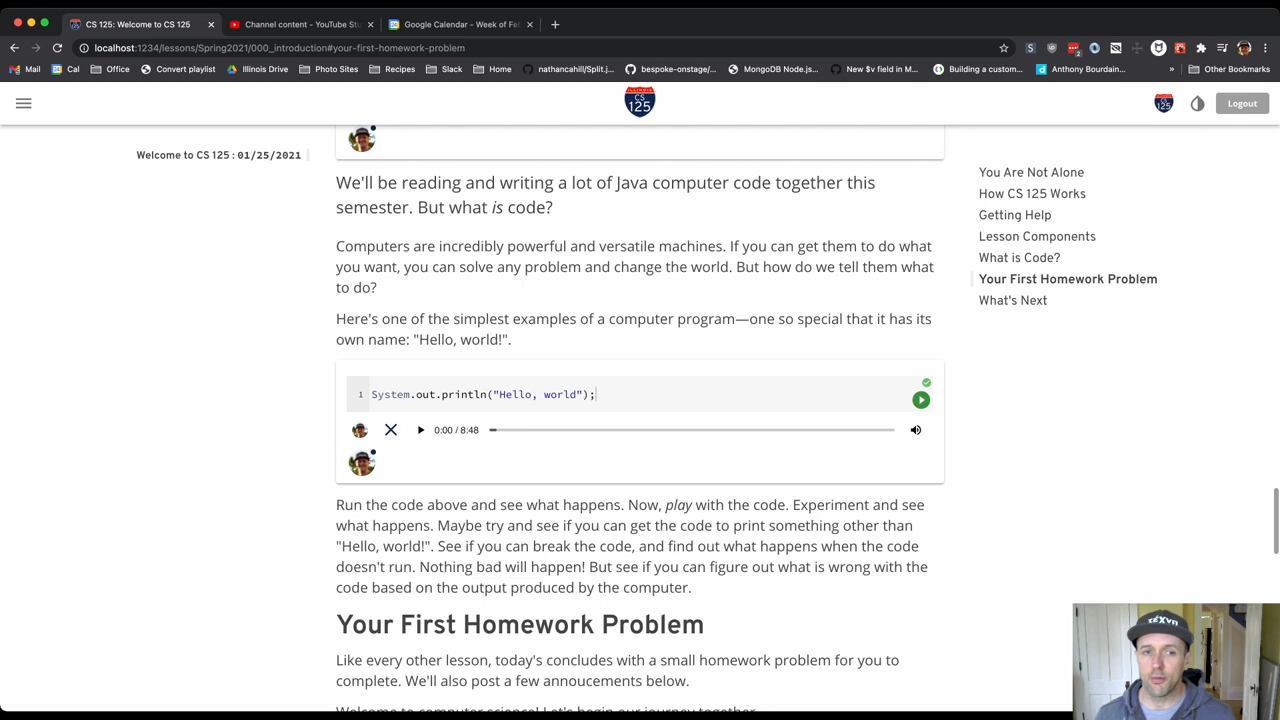 CS 125: Welcome to CS 125
Channel content - YouTube Stu
Google Calendar - Week of Fe
localhost:1234/lessons/Spring2021/000_introduction#your-first-homework-problem
Mail
Cal
Office
Convert playlist
Illinois Drive
Photo Sites
Recipes
Slack
Home
nathancahill/Split.j...
bespoke-onstage/...
MongoDB Node.js...
New $v field in M...
Building a custom...
Anthony Bourdain...
»
Other Bookmarks
ILLINOIS
CS
125
Logout
Welcome to CS 125 : 01/25/2021
We'll be reading and writing a lot of Java computer code together this
semester. But what is code?
Computers are incredibly powerful and versatile machines. If you can get them to do what
you want, you can solve any problem and change the world. But how do we tell them what
to do?
Here's one of the simplest examples of a computer program—one so special that it has its
own name: "Hello, world!".
1 System.out.println("Hello, world");
0:00 / 8:48
Run the code above and see what happens. Now, play with the code. Experiment and see
what happens. Maybe try and see if you can get the code to print something other than
"Hello, world!". See if you can break the code, and find out what happens when the code
doesn't run. Nothing bad will happen! But see if you can figure out what is wrong with the
code based on the output produced by the computer.
Your First Homework Problem
Like every other lesson, today's concludes with a small homework problem for you to
complete. We'll also post a few annoucements below.
Welcome to computer science! Let's begin our journey together.
You Are Not Alone
How CS 125 Works
Getting Help
Lesson Components
What is Code?
Your First Homework Problem
What's Next